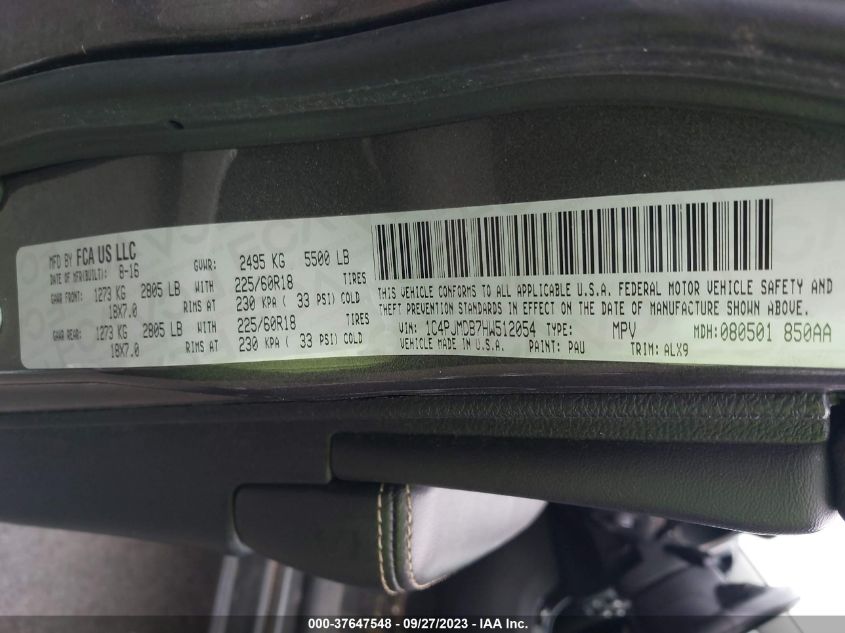 MFD BY FCA US LLC
DATE OF MFR(BUILT): 8-16
GVWR: 2495 KG 5500 LB
GAWR FRONT: 1273 KG 2805 LB WITH 225/60R18 TIRES
18X7.0 RIMS AT 230 KPA ( 33 PSI) COLD
GAWR REAR: 1273 KG 2805 LB WITH 225/60R18 TIRES
18X7.0 RIMS AT 230 KPA ( 33 PSI) COLD
THIS VEHICLE CONFORMS TO ALL APPLICABLE U.S.A. FEDERAL MOTOR VEHICLE SAFETY AND
THEFT PREVENTION STANDARDS IN EFFECT ON THE DATE OF MANUFACTURE SHOWN ABOVE.
VIN: 1C4PJMDB7HW512054 TYPE: MPV MDH:080501 850AA
VEHICLE MADE IN U.S.A. PAINT: PAU TRIM: ALX9
000-37647548 — 09/27/2023 — IAA Inc.